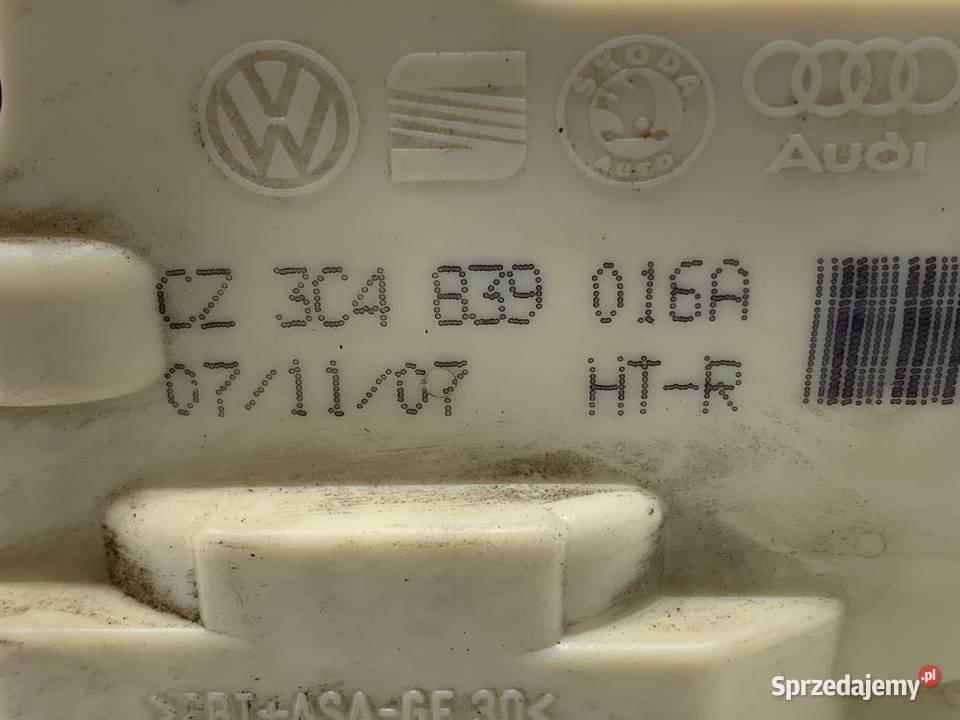 SKODA
AUTO
Audi
CZ 3C4 839 016A
07/11/07 HT-R
>PBT+ASA-GF 30<
Sprzedajemy.pl